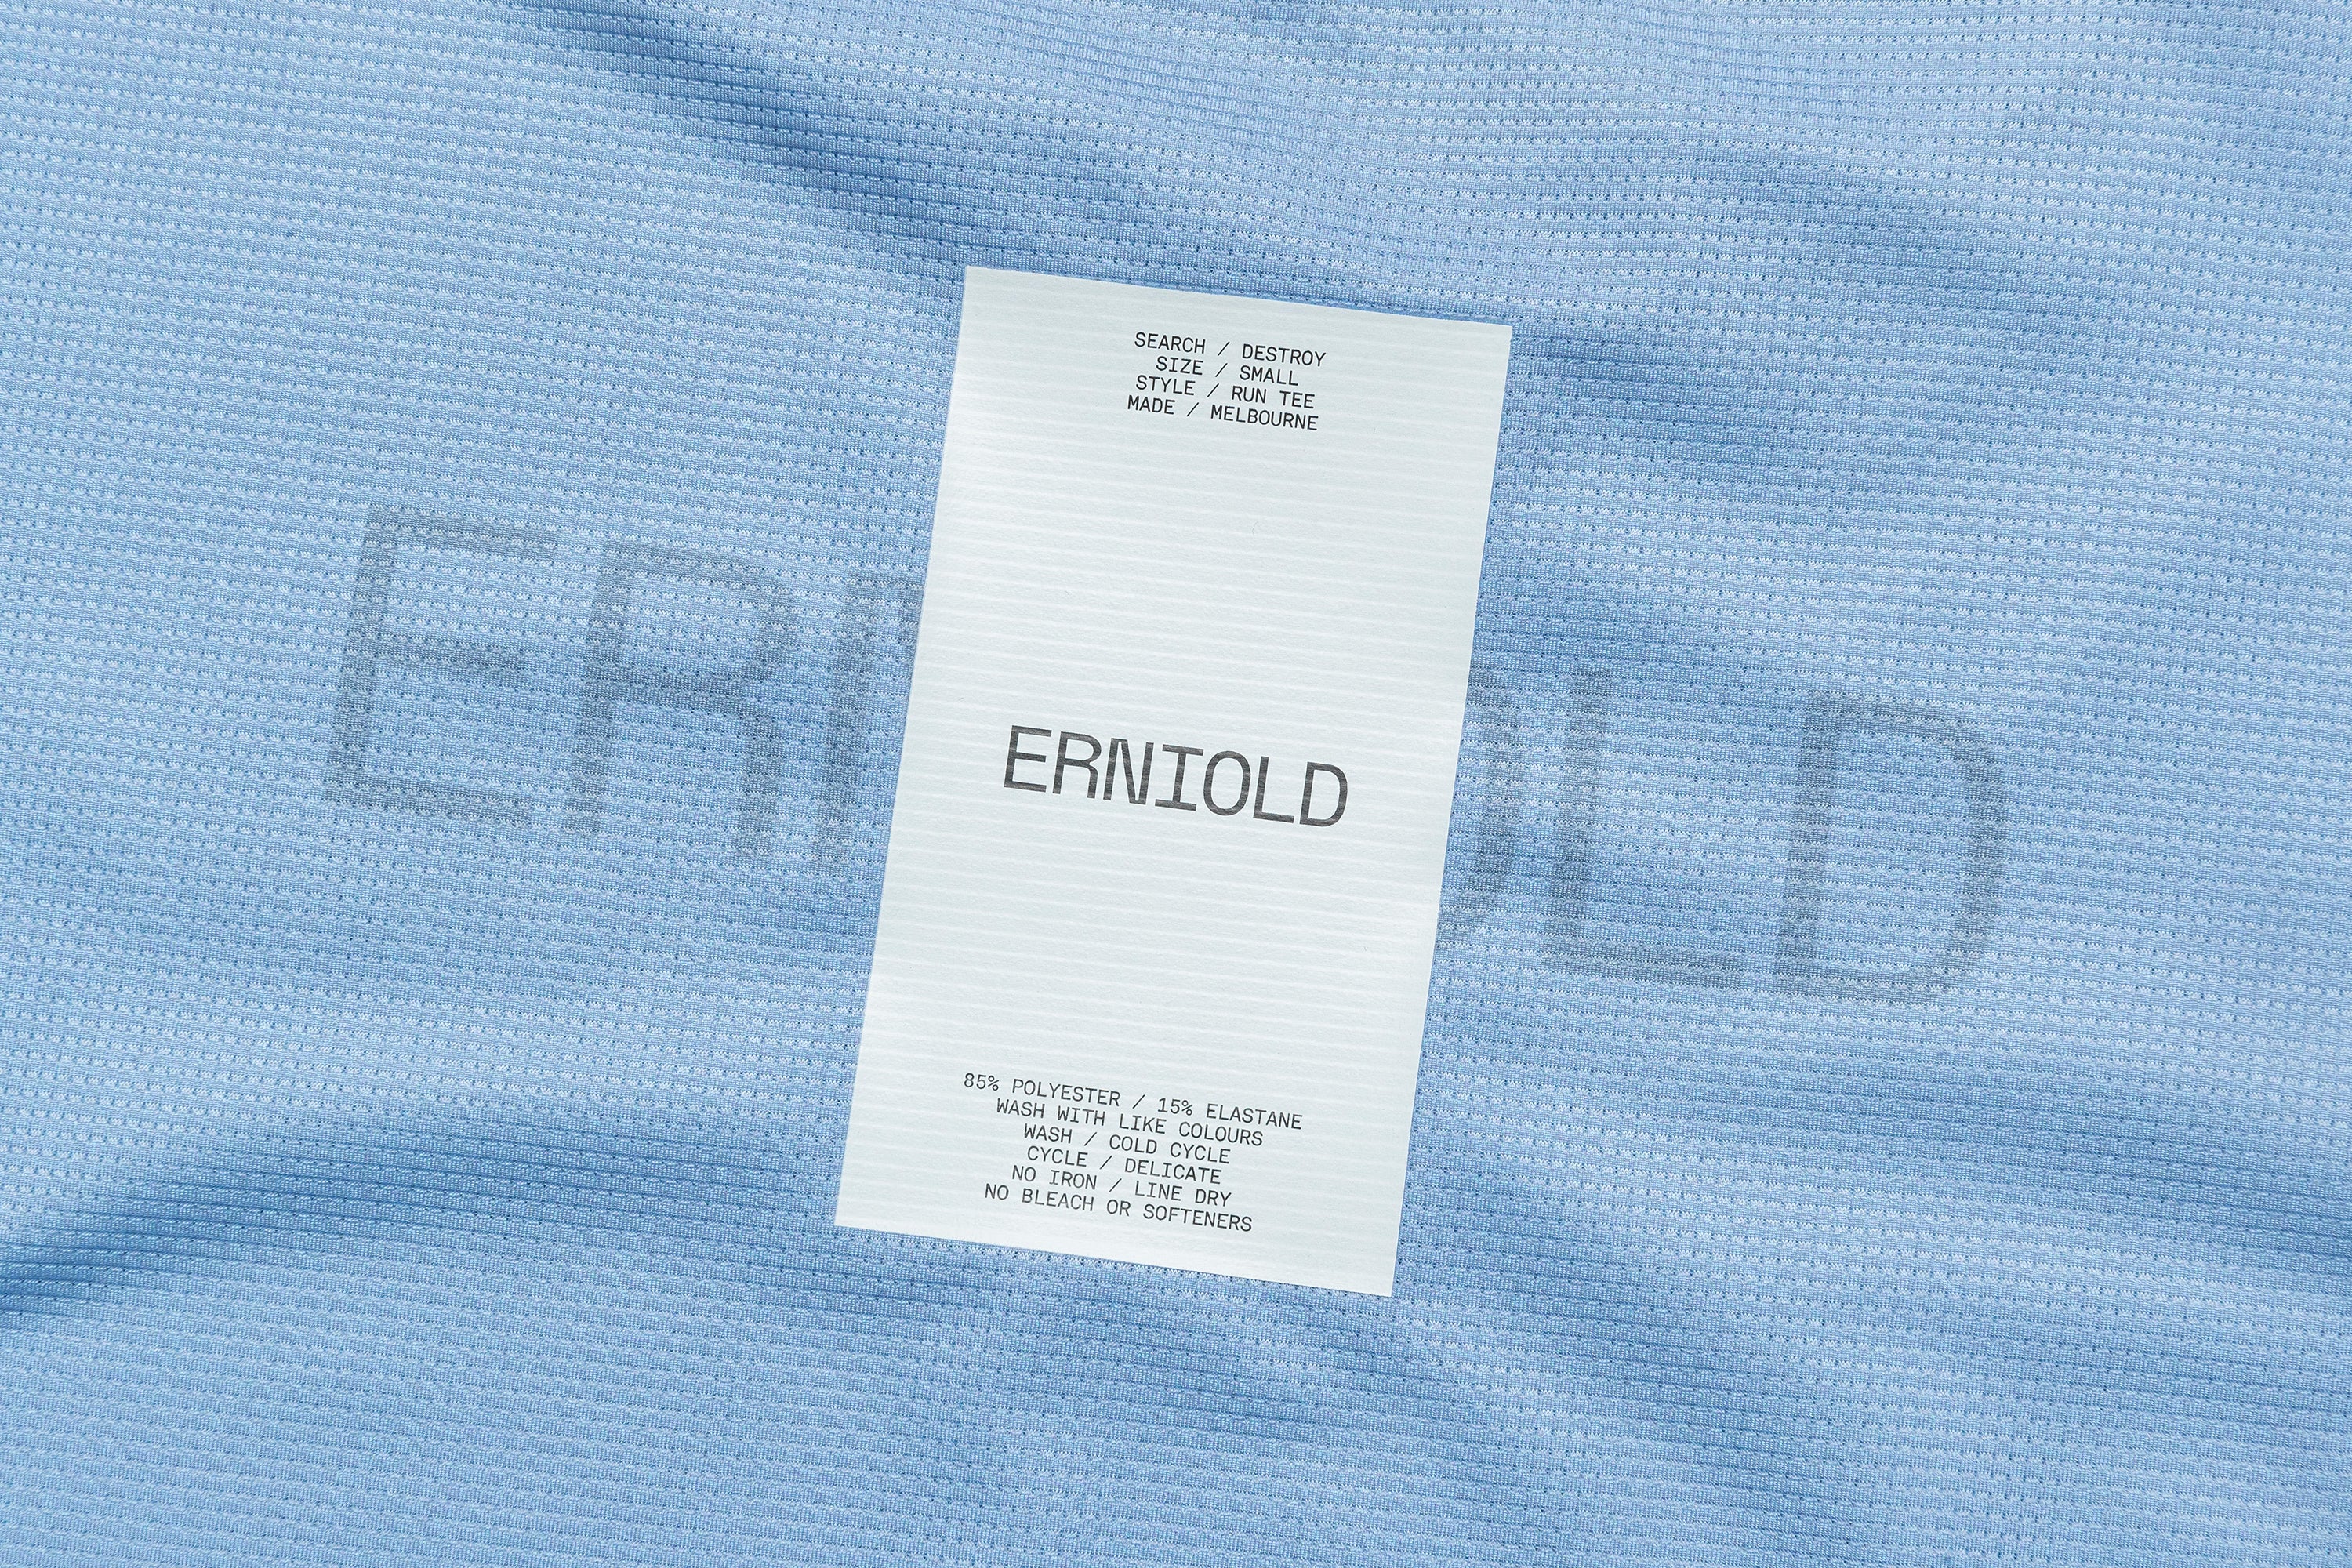 SEARCH / DESTROY
SIZE / SMALL
STYLE / RUN TEE
MADE / MELBOURNE
ERNIOLD
85% POLYESTER / 15% ELASTANE
WASH WITH LIKE COLOURS
WASH / COLD CYCLE
CYCLE / DELICATE
NO IRON / LINE DRY
NO BLEACH OR SOFTENERS